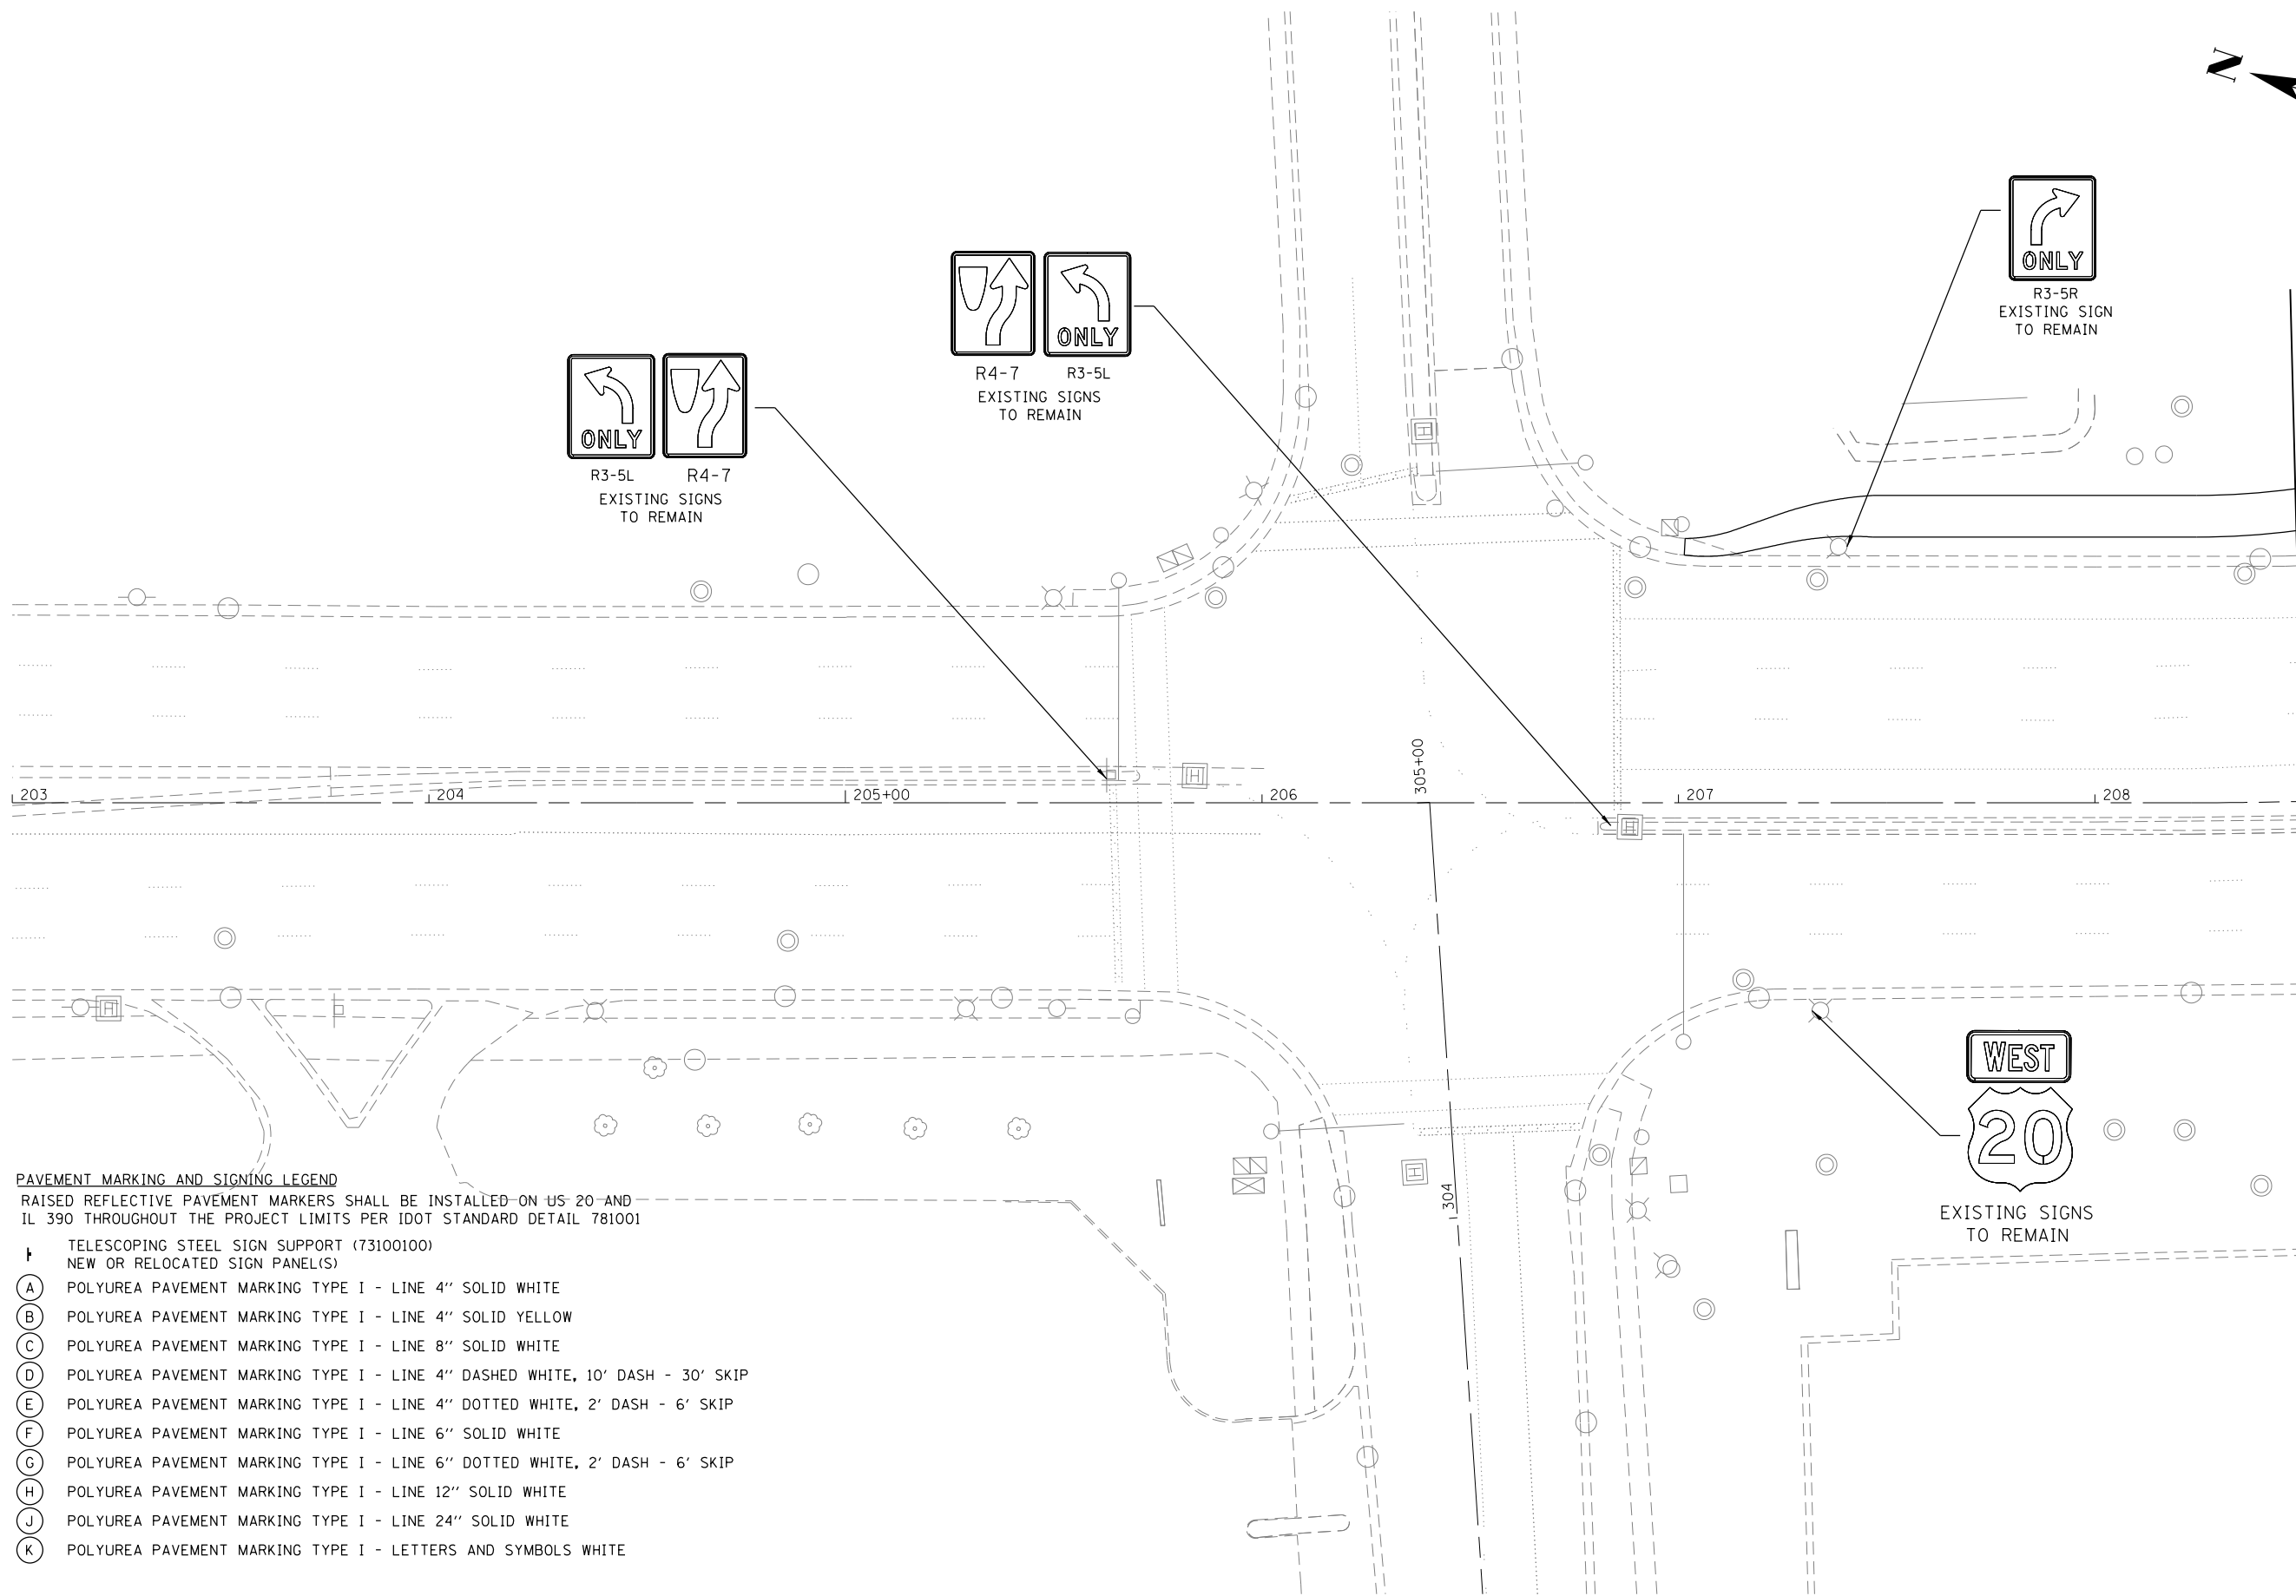 N
ONLY
R3-5R
EXISTING SIGN
TO REMAIN
ONLY
R4-7 R3-5L
EXISTING SIGNS
TO REMAIN
ONLY
R3-5L R4-7
EXISTING SIGNS
TO REMAIN
H
H
305+00
203 204 205+00 206 207 208
H
H
WEST
20
EXISTING SIGNS
TO REMAIN
H
304
PAVEMENT MARKING AND SIGNING LEGEND
RAISED REFLECTIVE PAVEMENT MARKERS SHALL BE INSTALLED ON US 20 AND
IL 390 THROUGHOUT THE PROJECT LIMITS PER IDOT STANDARD DETAIL 781001
TELESCOPING STEEL SIGN SUPPORT (73100100)
NEW OR RELOCATED SIGN PANEL(S)
A POLYUREA PAVEMENT MARKING TYPE I - LINE 4'' SOLID WHITE
B POLYUREA PAVEMENT MARKING TYPE I - LINE 4'' SOLID YELLOW
C POLYUREA PAVEMENT MARKING TYPE I - LINE 8'' SOLID WHITE
D POLYUREA PAVEMENT MARKING TYPE I - LINE 4'' DASHED WHITE, 10' DASH - 30' SKIP
E POLYUREA PAVEMENT MARKING TYPE I - LINE 4'' DOTTED WHITE, 2' DASH - 6' SKIP
F POLYUREA PAVEMENT MARKING TYPE I - LINE 6'' SOLID WHITE
G POLYUREA PAVEMENT MARKING TYPE I - LINE 6'' DOTTED WHITE, 2' DASH - 6' SKIP
H POLYUREA PAVEMENT MARKING TYPE I - LINE 12'' SOLID WHITE
J POLYUREA PAVEMENT MARKING TYPE I - LINE 24'' SOLID WHITE
K POLYUREA PAVEMENT MARKING TYPE I - LETTERS AND SYMBOLS WHITE